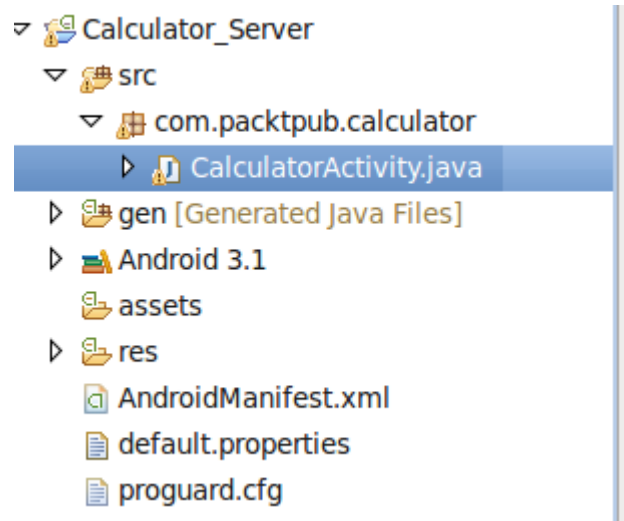 Calculator_Server
src
com.packtpub.calculator
CalculatorActivity.java
gen [Generated Java Files]
Android 3.1
assets
res
AndroidManifest.xml
default.properties
proguard.cfg